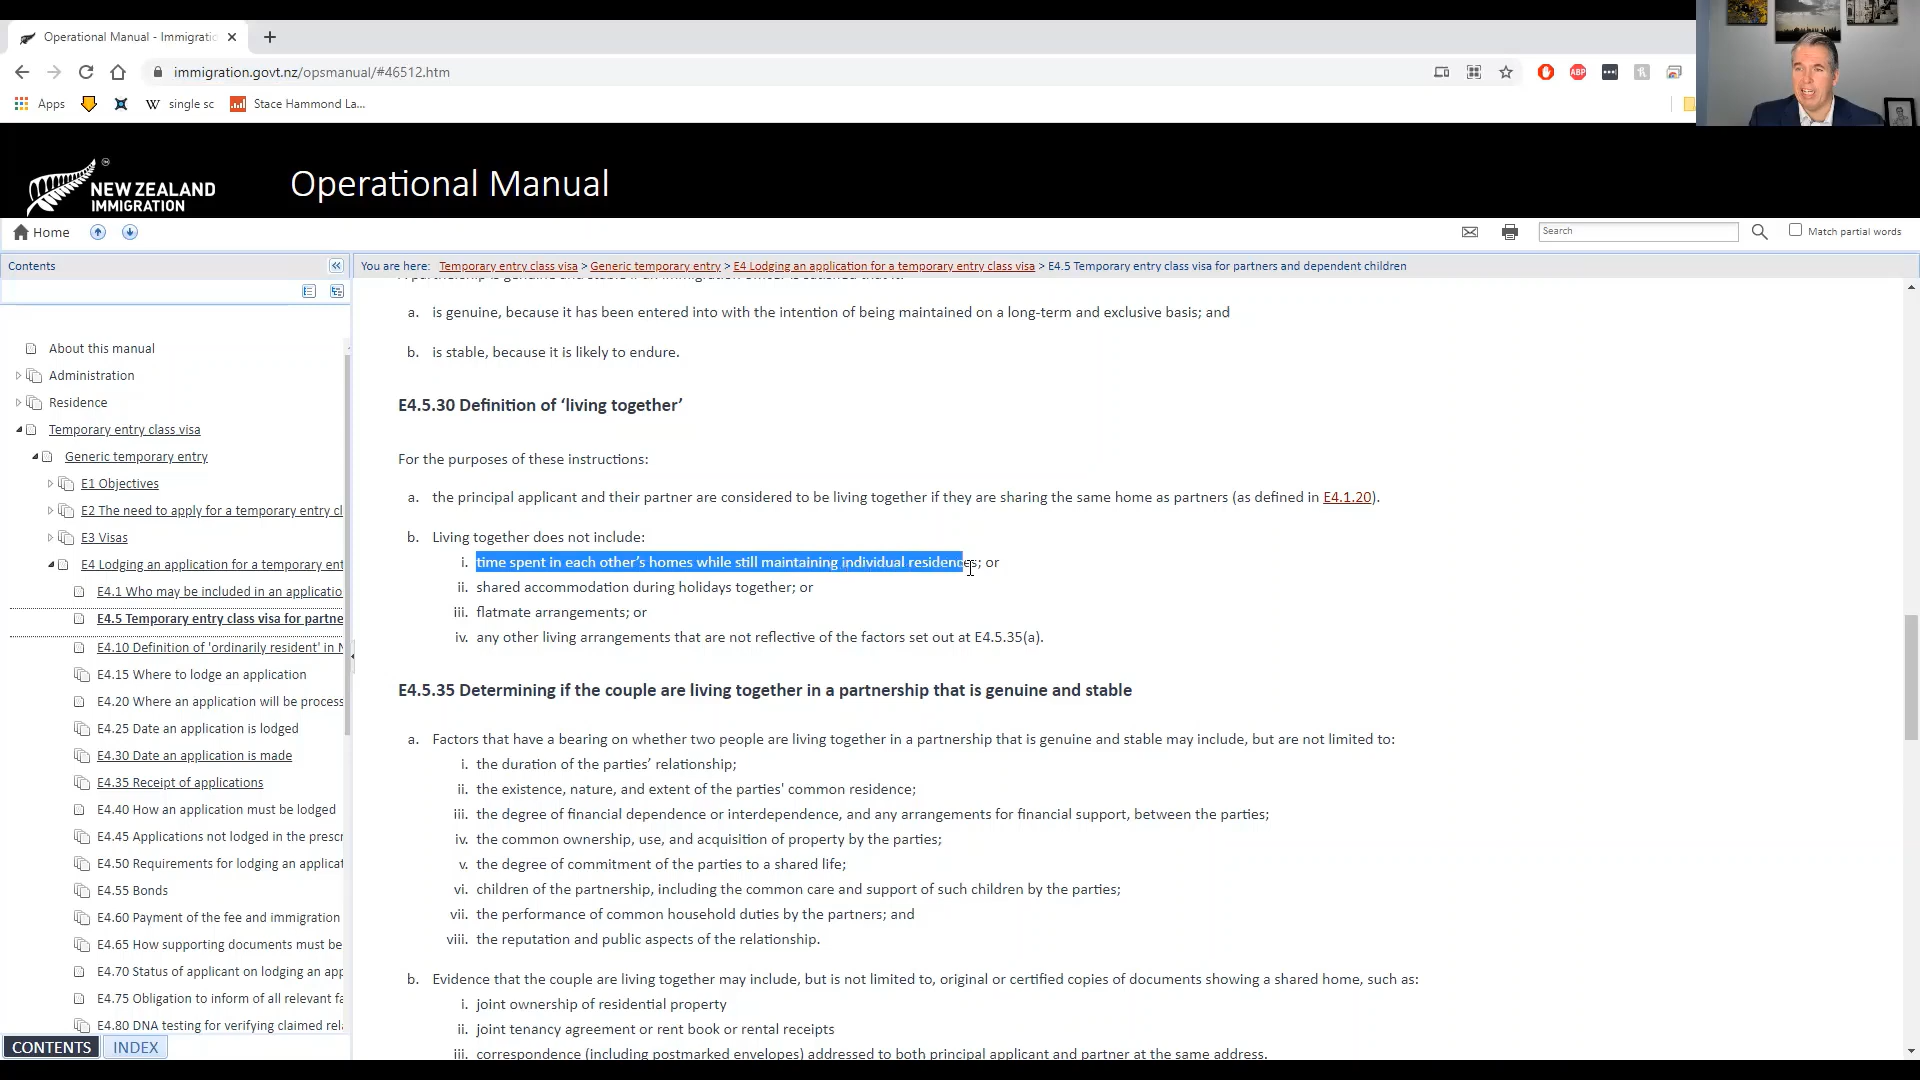 Operational Manual - Immigratic
immigration.govt.nz/opsmanual/#46512.htm
ABP
Apps
W single sc
Stace Hammond La...
NEW ZEALAND
IMMIGRATION
Operational Manual
Home
Search
Match partial words
Contents
You are here: Temporary entry class visa > Generic temporary entry > E4 Lodging an application for a temporary entry class visa > E4.5 Temporary entry class visa for partners and dependent children
About this manual
Administration
Residence
Temporary entry class visa
Generic temporary entry
E1 Objectives
E2 The need to apply for a temporary entry cl
E3 Visas
E4 Lodging an application for a temporary ent
E4.1 Who may be included in an applicatio
E4.5 Temporary entry class visa for partne
E4.10 Definition of 'ordinarily resident' in N
E4.15 Where to lodge an application
E4.20 Where an application will be process
E4.25 Date an application is lodged
E4.30 Date an application is made
E4.35 Receipt of applications
E4.40 How an application must be lodged
E4.45 Applications not lodged in the prescr
E4.50 Requirements for lodging an applicat
E4.55 Bonds
E4.60 Payment of the fee and immigration
E4.65 How supporting documents must be
E4.70 Status of applicant on lodging an app
E4.75 Obligation to inform of all relevant fa
E4.80 DNA testing for verifying claimed rel
CONTENTS
INDEX
a. is genuine, because it has been entered into with the intention of being maintained on a long-term and exclusive basis; and
b. is stable, because it is likely to endure.
E4.5.30 Definition of ‘living together’
For the purposes of these instructions:
a. the principal applicant and their partner are considered to be living together if they are sharing the same home as partners (as defined in E4.1.20).
b. Living together does not include:
i. time spent in each other’s homes while still maintaining individual residences; or
ii. shared accommodation during holidays together; or
iii. flatmate arrangements; or
iv. any other living arrangements that are not reflective of the factors set out at E4.5.35(a).
E4.5.35 Determining if the couple are living together in a partnership that is genuine and stable
a. Factors that have a bearing on whether two people are living together in a partnership that is genuine and stable may include, but are not limited to:
i. the duration of the parties’ relationship;
ii. the existence, nature, and extent of the parties' common residence;
iii. the degree of financial dependence or interdependence, and any arrangements for financial support, between the parties;
iv. the common ownership, use, and acquisition of property by the parties;
v. the degree of commitment of the parties to a shared life;
vi. children of the partnership, including the common care and support of such children by the parties;
vii. the performance of common household duties by the partners; and
viii. the reputation and public aspects of the relationship.
b. Evidence that the couple are living together may include, but is not limited to, original or certified copies of documents showing a shared home, such as:
i. joint ownership of residential property
ii. joint tenancy agreement or rent book or rental receipts
iii. correspondence (including postmarked envelopes) addressed to both principal applicant and partner at the same address.